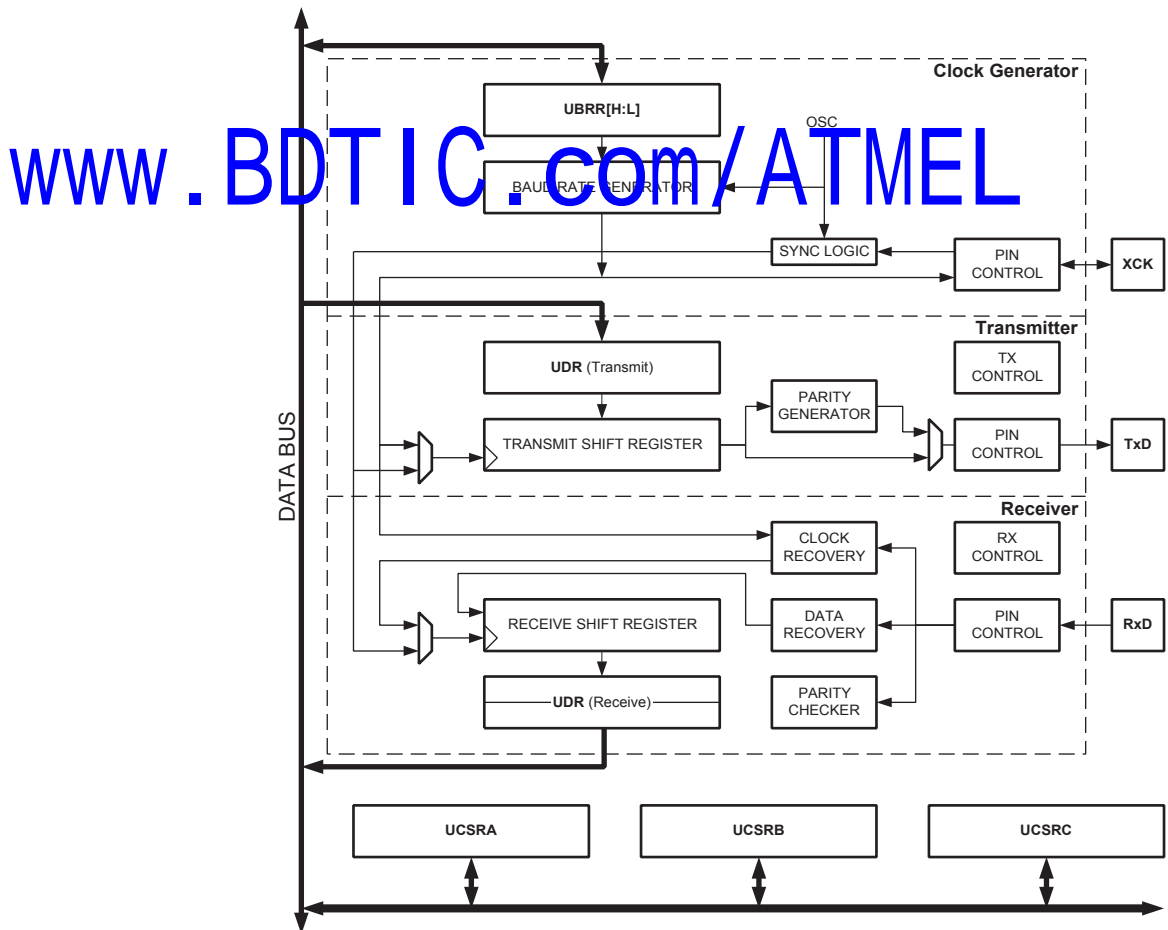 Clock Generator
UBRR[H:L]
OSC
www.BDTIC.com/ATMEL
BAUD RATE GENERATOR
SYNC LOGIC
PIN
CONTROL
XCK
Transmitter
UDR (Transmit)
TX
CONTROL
PARITY
GENERATOR
TRANSMIT SHIFT REGISTER
PIN
CONTROL
TxD
DATA BUS
Receiver
CLOCK
RECOVERY
RX
CONTROL
RECEIVE SHIFT REGISTER
DATA
RECOVERY
PIN
CONTROL
RxD
UDR (Receive)
PARITY
CHECKER
UCSRA
UCSRB
UCSRC